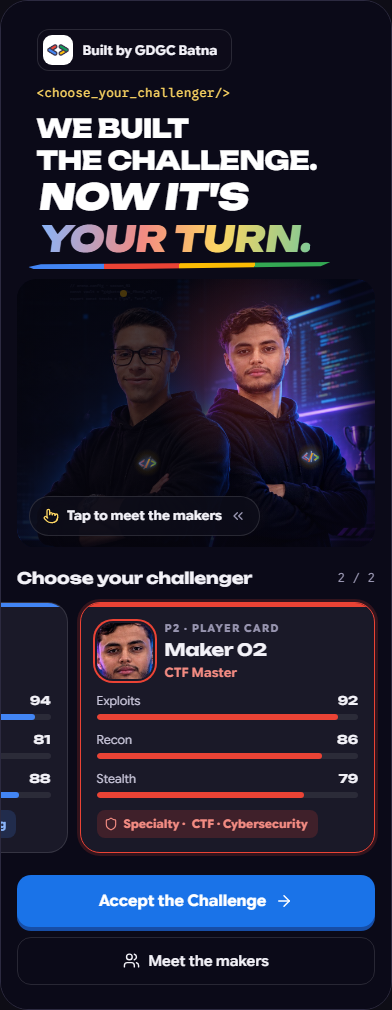 Built by GDGC Batna
<choose_your_challenger/>
WE BUILT
THE CHALLENGE.
NOW IT'S
YOUR TURN.
</>
</>
Tap to meet the makers «
Choose your challenger 2 / 2
P2 · PLAYER CARD
Maker 02
CTF Master
94
81
88
g
Exploits 92
Recon 86
Stealth 79
Specialty · CTF · Cybersecurity
Accept the Challenge →
Meet the makers